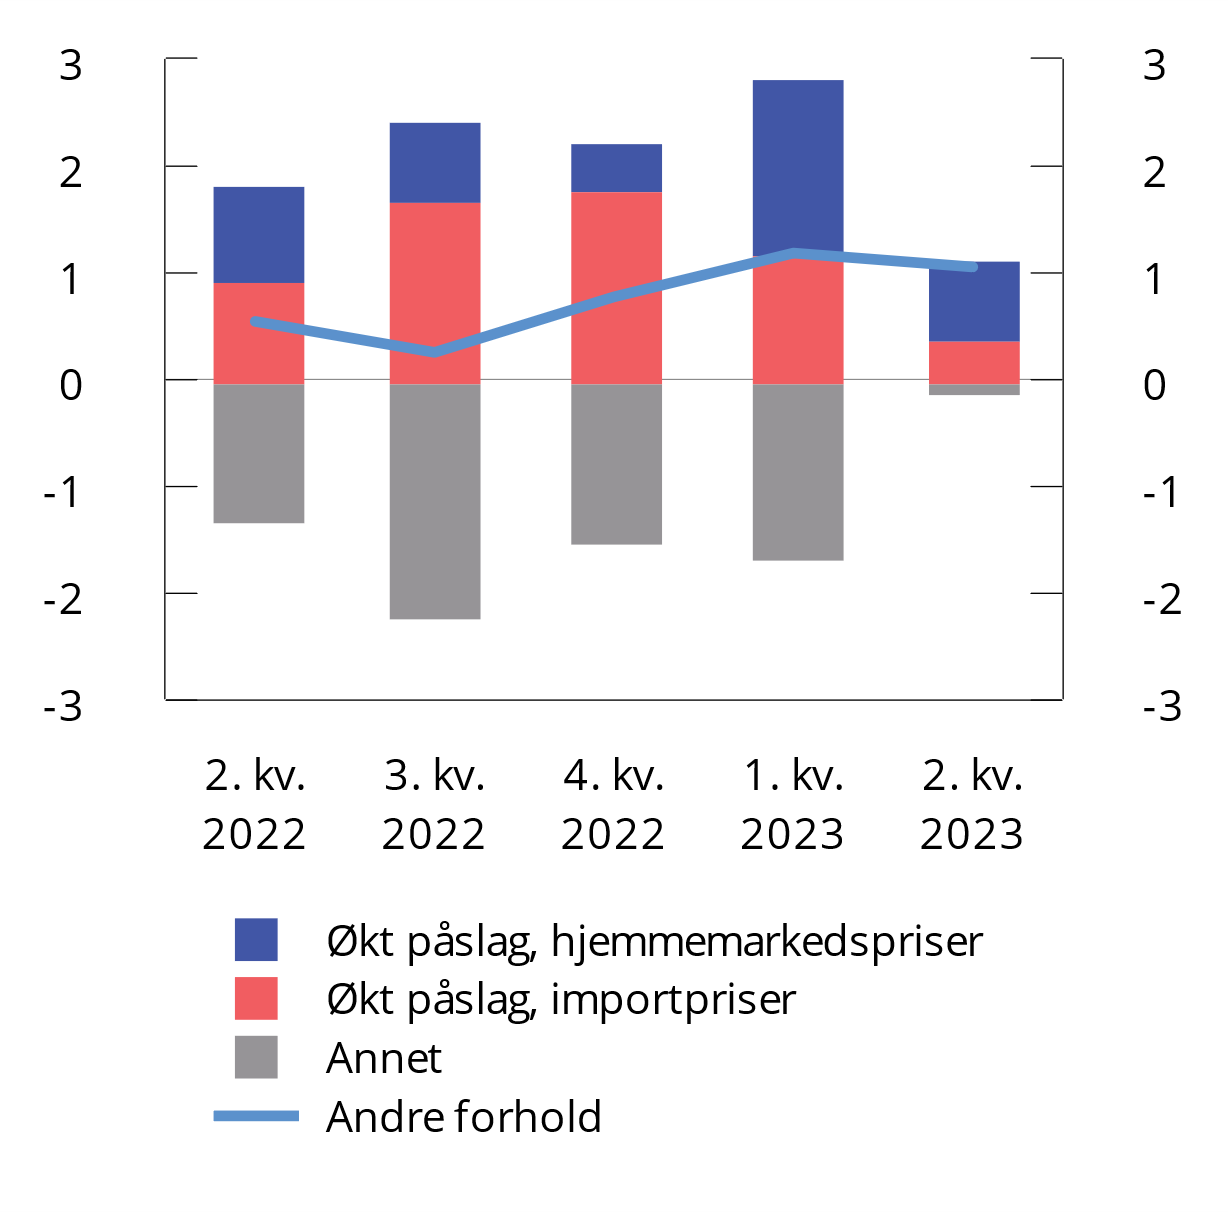 3 3
2 2
1 1
0 0
-1 -1
-2 -2
-3 -3
2. kv. 3. kv. 4. kv. 1. kv. 2. kv.
2022 2022 2022 2023 2023
Økt påslag, hjemmemarkedspriser
Økt påslag, importpriser
Annet
Andre forhold